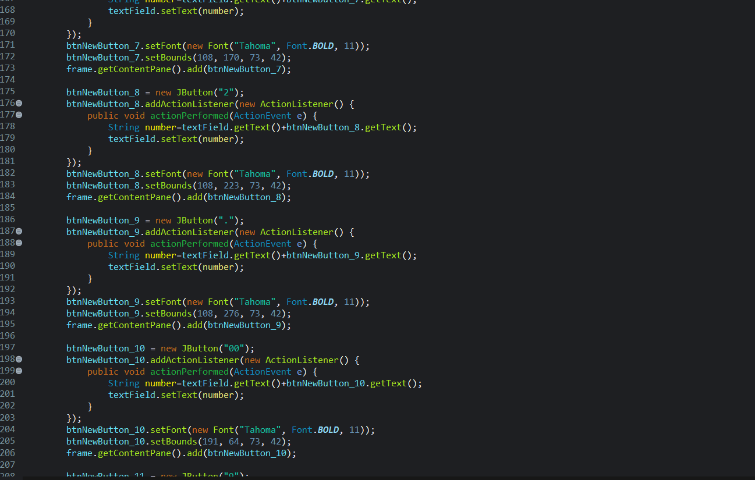 String number=textField.getText()+btnNewButton_7.getText();
168 textField.setText(number);
169 }
170 });
171 btnNewButton_7.setFont(new Font("Tahoma", Font.BOLD, 11));
172 btnNewButton_7.setBounds(108, 170, 73, 42);
173 frame.getContentPane().add(btnNewButton_7);
174
175 btnNewButton_8 = new JButton("2");
176 btnNewButton_8.addActionListener(new ActionListener() {
177 public void actionPerformed(ActionEvent e) {
178 String number=textField.getText()+btnNewButton_8.getText();
179 textField.setText(number);
180 }
181 });
182 btnNewButton_8.setFont(new Font("Tahoma", Font.BOLD, 11));
183 btnNewButton_8.setBounds(108, 223, 73, 42);
184 frame.getContentPane().add(btnNewButton_8);
185
186 btnNewButton_9 = new JButton(".");
187 btnNewButton_9.addActionListener(new ActionListener() {
188 public void actionPerformed(ActionEvent e) {
189 String number=textField.getText()+btnNewButton_9.getText();
190 textField.setText(number);
191 }
192 });
193 btnNewButton_9.setFont(new Font("Tahoma", Font.BOLD, 11));
194 btnNewButton_9.setBounds(108, 276, 73, 42);
195 frame.getContentPane().add(btnNewButton_9);
196
197 btnNewButton_10 = new JButton("00");
198 btnNewButton_10.addActionListener(new ActionListener() {
199 public void actionPerformed(ActionEvent e) {
200 String number=textField.getText()+btnNewButton_10.getText();
201 textField.setText(number);
202 }
203 });
204 btnNewButton_10.setFont(new Font("Tahoma", Font.BOLD, 11));
205 btnNewButton_10.setBounds(191, 64, 73, 42);
206 frame.getContentPane().add(btnNewButton_10);
207
208 btnNewButton_11 = new JButton("9");